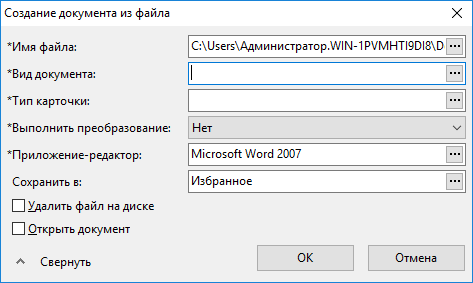 Создание документа из файла
*Имя файла: C:\Users\Администратор.WIN-1PVMHTI9DI8\D
*Вид документа:
*Тип карточки:
*Выполнить преобразование: Нет
*Приложение-редактор: Microsoft Word 2007
Сохранить в: Избранное
Удалить файл на диске
Открыть документ
Свернуть OK Отмена